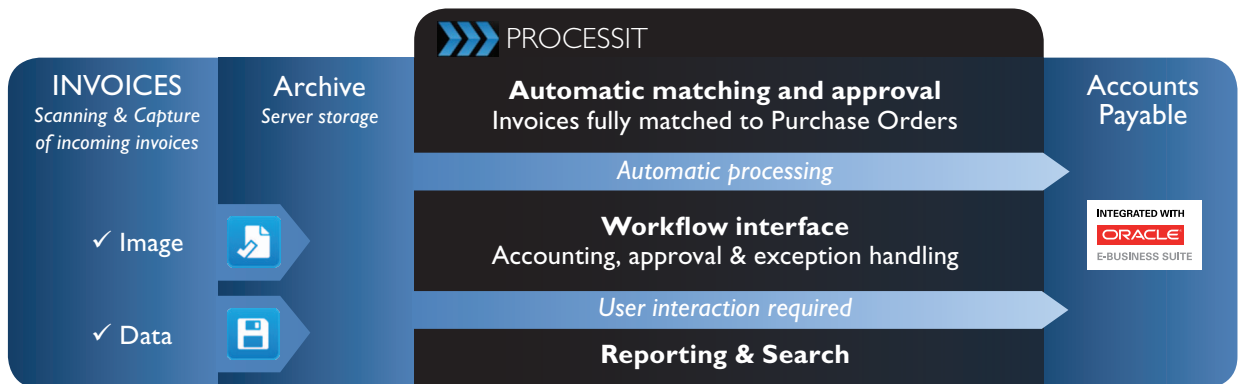 PROCESSIT
INVOICES
Scanning & Capture
of incoming invoices
✓ Image
✓ Data
Archive
Server storage
Automatic matching and approval
Invoices fully matched to Purchase Orders
Automatic processing
Workflow interface
Accounting, approval & exception handling
User interaction required
Reporting & Search
Accounts
Payable
INTEGRATED WITH
ORACLE
E-BUSINESS SUITE